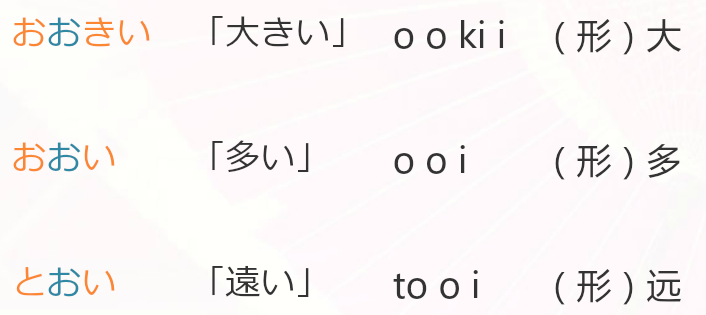 おおきい 「大きい」 o o ki i （形）大
おおい 「多い」 o o i （形）多
とおい 「遠い」 to o i （形）远